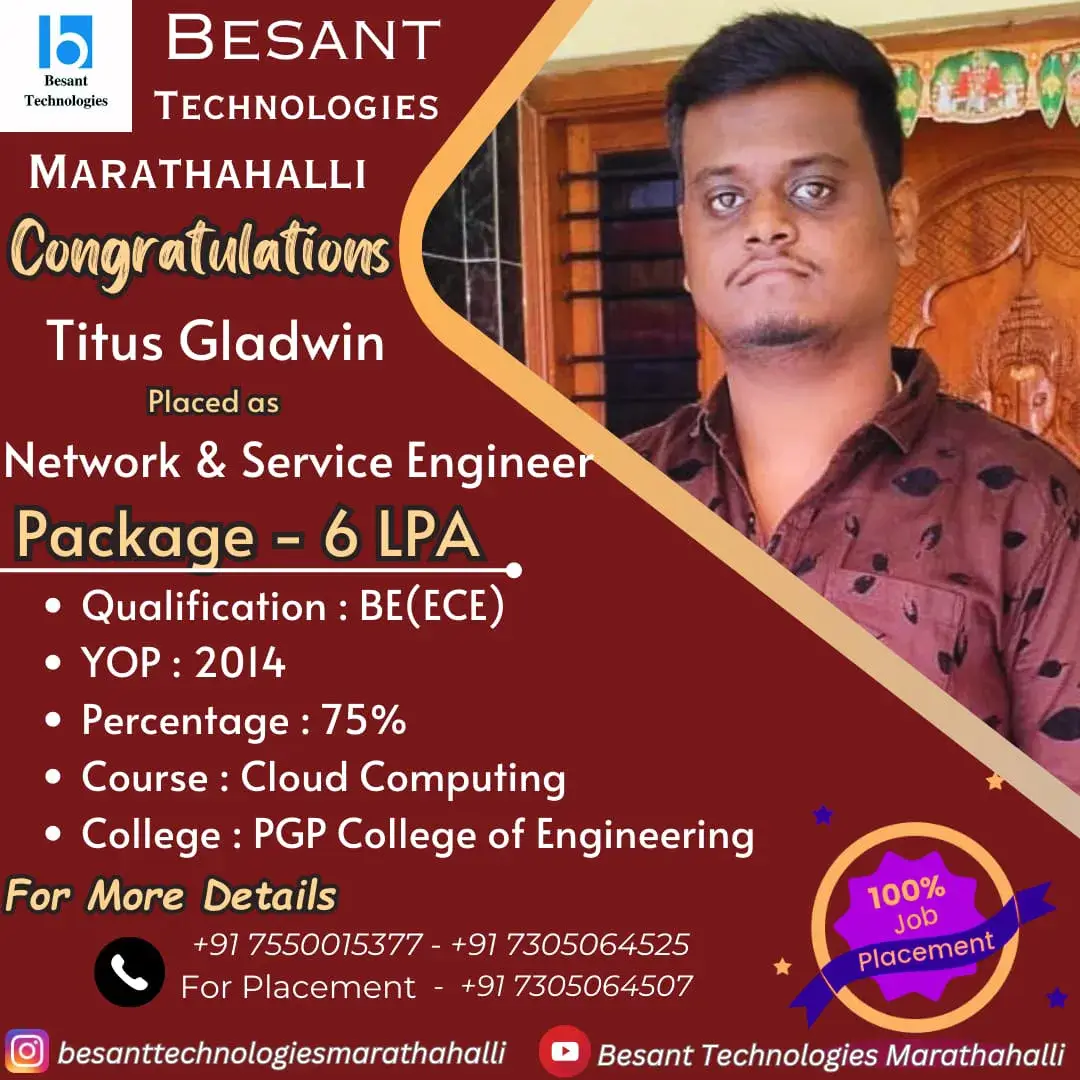 Besant
Technologies
BESANT
TECHNOLOGIES
MARATHAHALLI
Congratulations
Titus Gladwin
Placed as
Network & Service Engineer
Package - 6 LPA
• Qualification : BE(ECE)
• YOP : 2014
• Percentage : 75%
• Course : Cloud Computing
• College : PGP College of Engineering
For More Details
+91 7550015377 - +91 7305064525
For Placement - +91 7305064507
100%
Job
Placement
besanttechnologiesmarathahalli
Besant Technologies Marathahalli